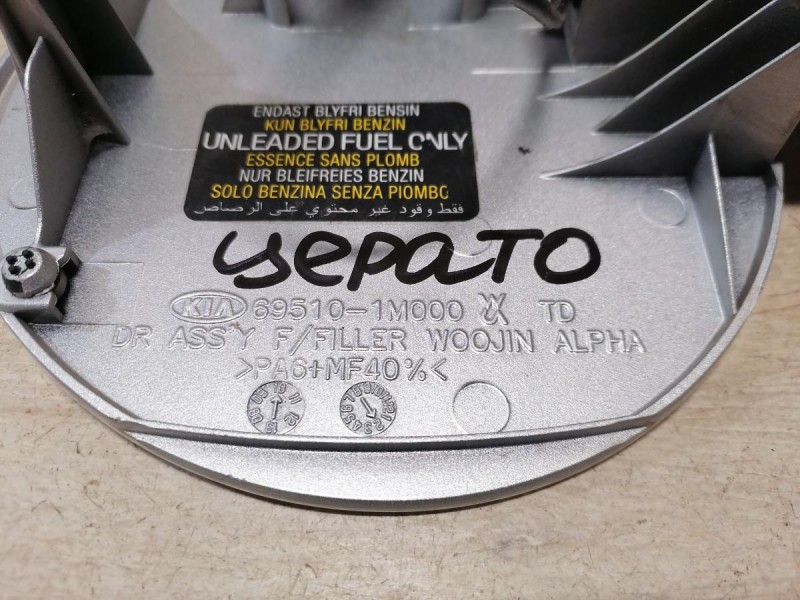 ENDAST BLYFRI BENSIN
KUN BLYFRI BENZIN
UNLEADED FUEL ONLY
ESSENCE SANS PLOMB
NUR BLEIFREIES BENZIN
SOLO BENZINA SENZA PIOMBO
فقط وقود غير محتوي على الرصاص
церато
KIA 69510-1M000 TD
DR ASS'Y F/FILLER WOOJIN ALPHA
>PA6+MF40%<